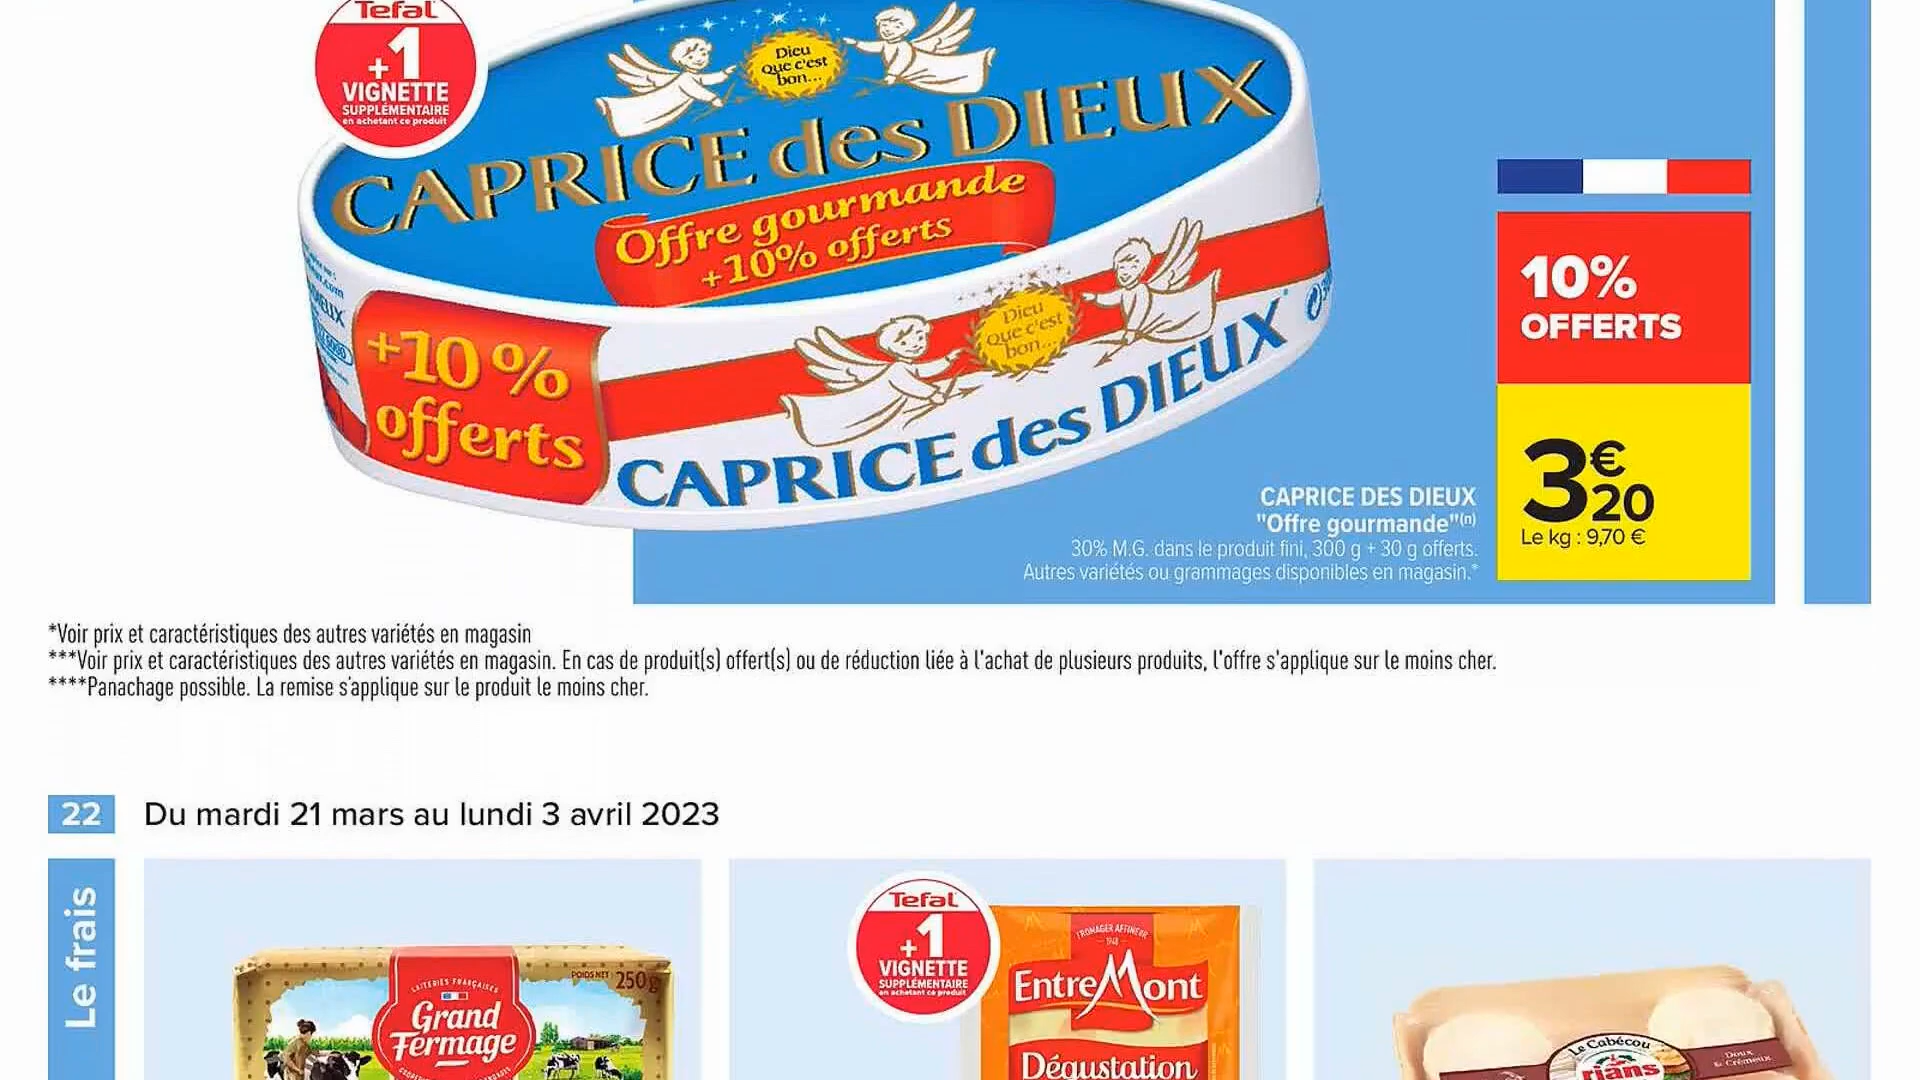 Tefal
+1
VIGNETTE
SUPPLÉMENTAIRE
en achetant ce produit
Dieu
que c'est
bon...
CAPRICE des DIEUX
Offre gourmande
+10% offerts
+10%
offerts
Dieu
que c'est
bon...
CAPRICE des DIEUX
10%
OFFERTS
3€20
Le kg : 9,70 €
CAPRICE DES DIEUX
"Offre gourmande"(n)
30% M.G. dans le produit fini, 300 g + 30 g offerts.
Autres variétés ou grammages disponibles en magasin.*
*Voir prix et caractéristiques des autres variétés en magasin
***Voir prix et caractéristiques des autres variétés en magasin. En cas de produit(s) offert(s) ou de réduction liée à l'achat de plusieurs produits, l'offre s'applique sur le moins cher.
****Panachage possible. La remise s'applique sur le produit le moins cher.
22 Du mardi 21 mars au lundi 3 avril 2023
Le frais
LAITERIES FRANÇAISES
Grand
Fermage
POIDS NET : 250g
Tefal
+1
VIGNETTE
SUPPLÉMENTAIRE
en achetant ce produit
FROMAGER AFFINEUR
1948
EntreMont
Dégustation
Le Cabécou
rians
Doux
& Crémeux